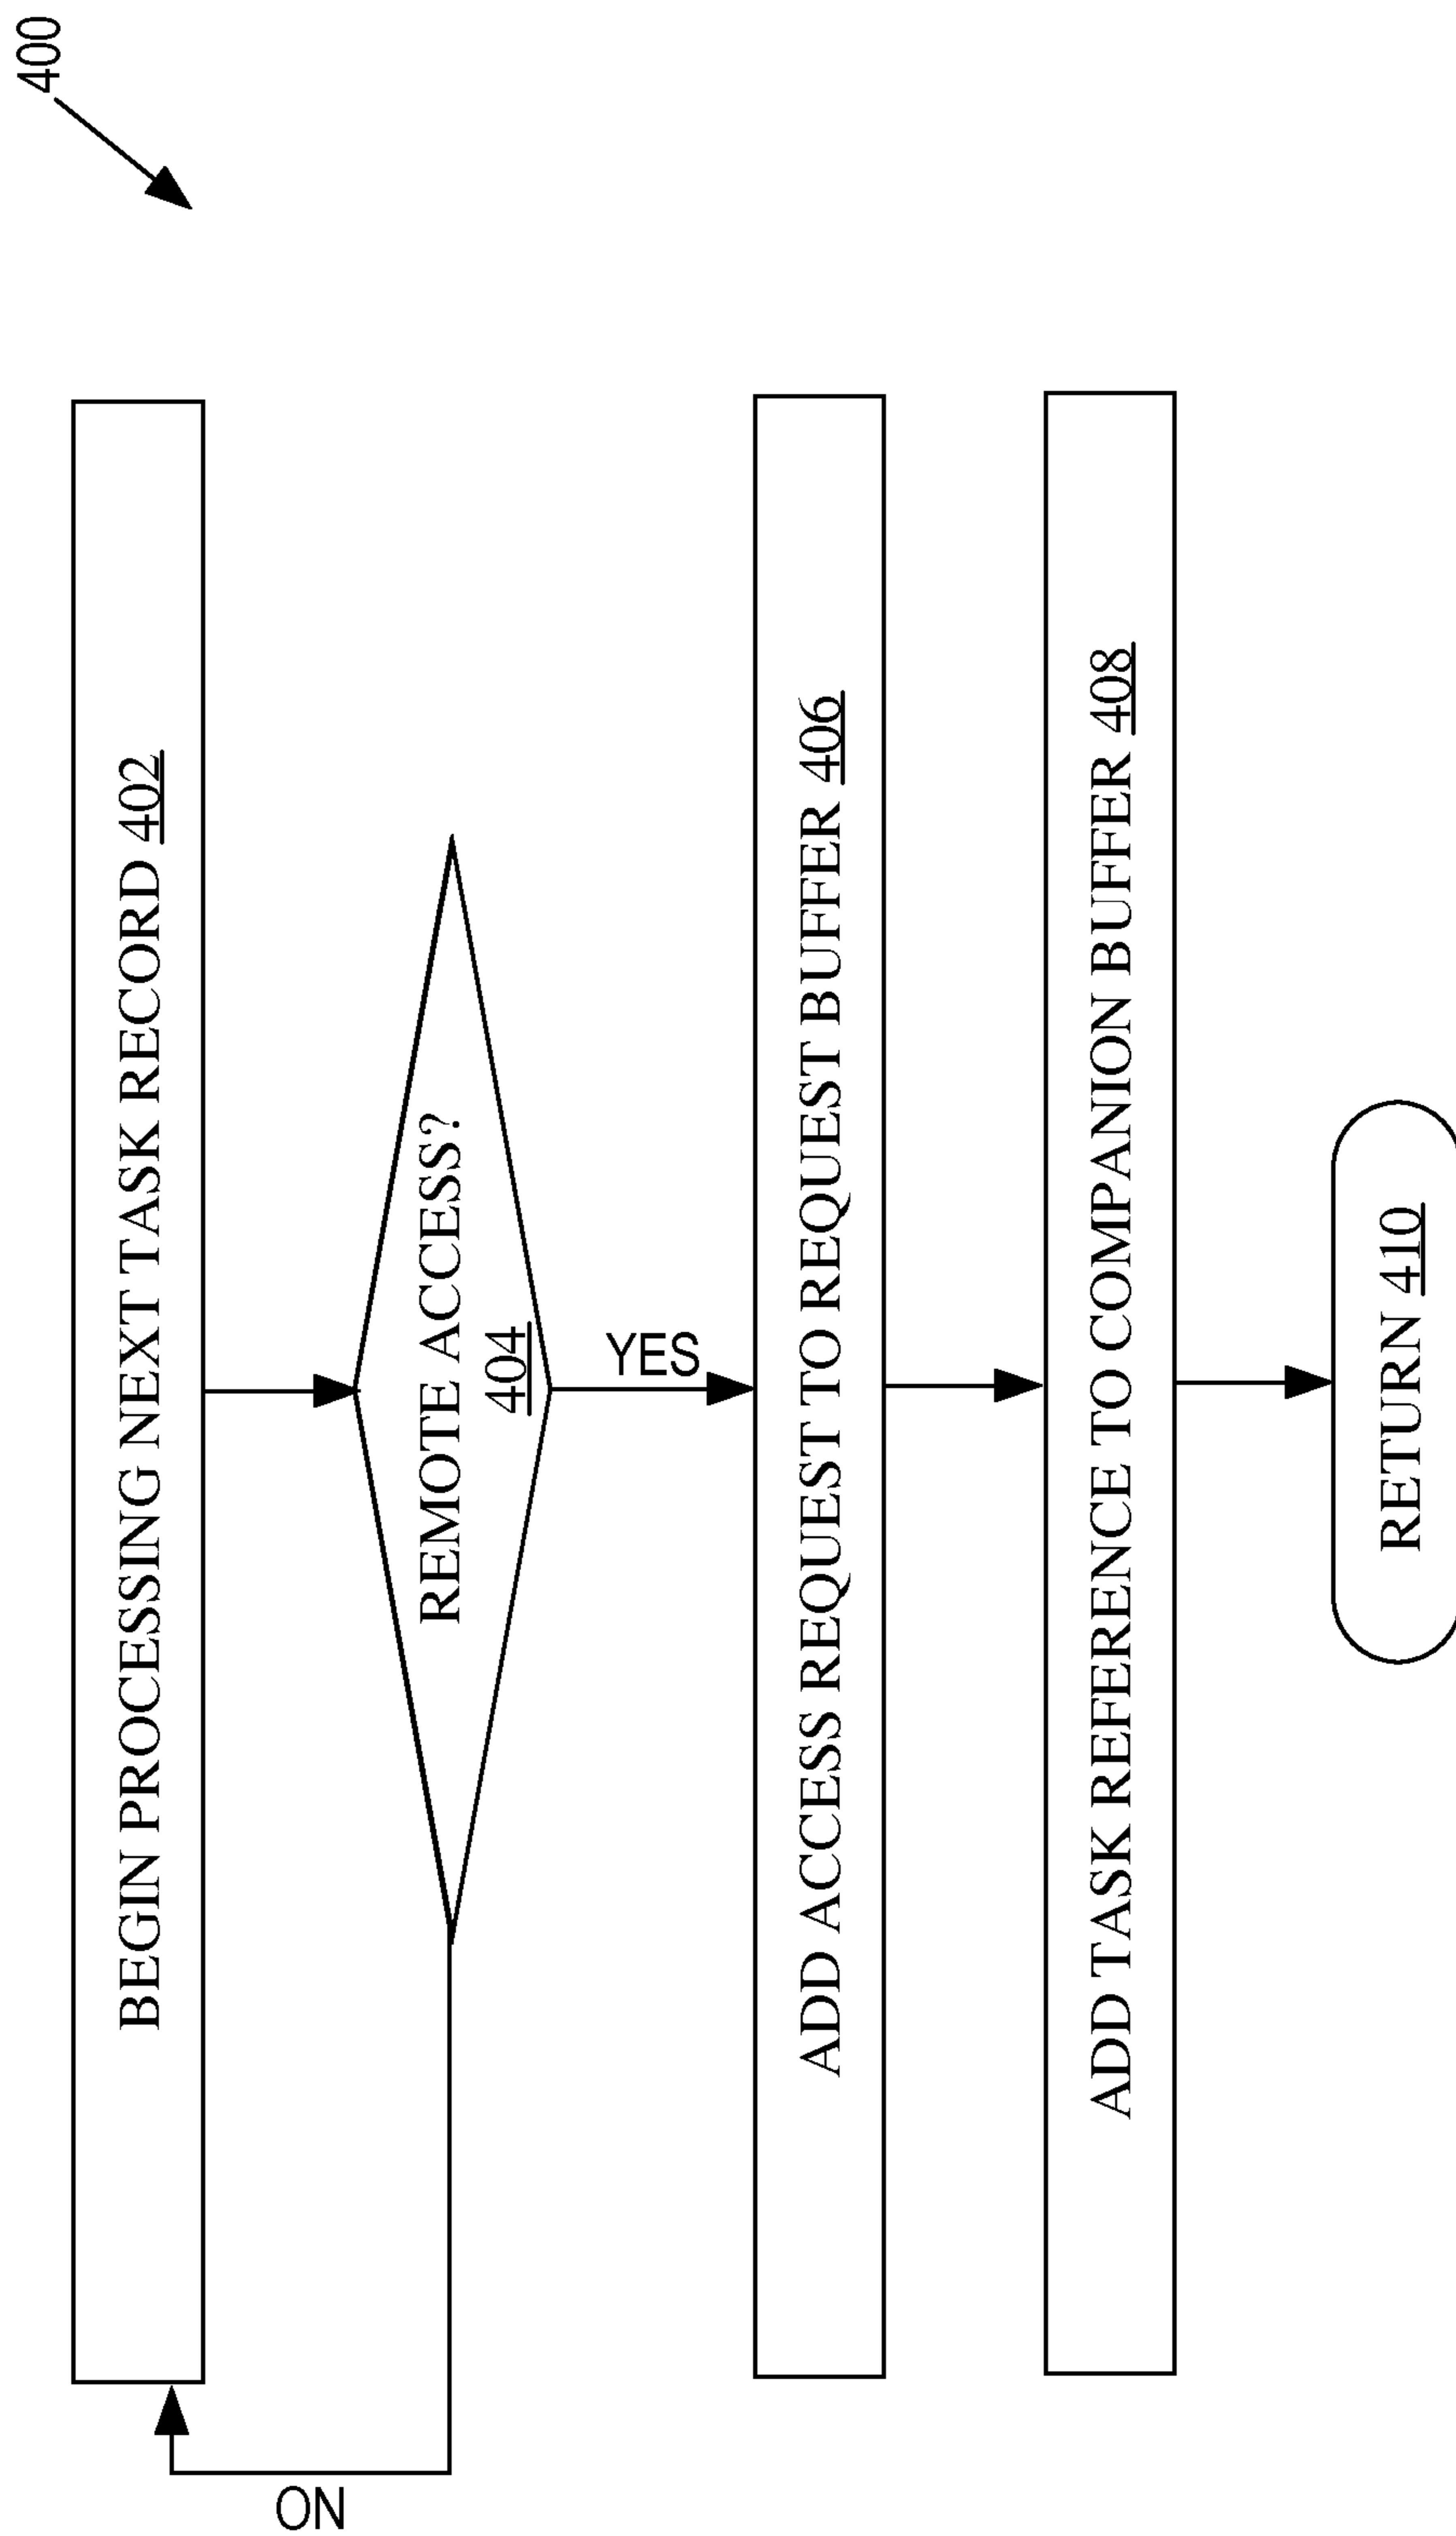 400
BEGIN PROCESSING NEXT TASK RECORD 402
REMOTE ACCESS?
404
ON
YES
ADD ACCESS REQUEST TO REQUEST BUFFER 406
ADD TASK REFERENCE TO COMPANION BUFFER 408
RETURN 410